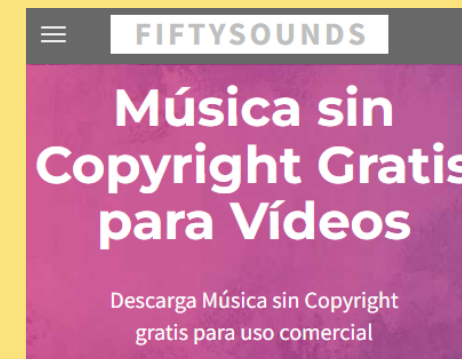 FIFTYSOUNDS
Música sin
Copyright Gratis
para Vídeos
Descarga Música sin Copyright
gratis para uso comercial